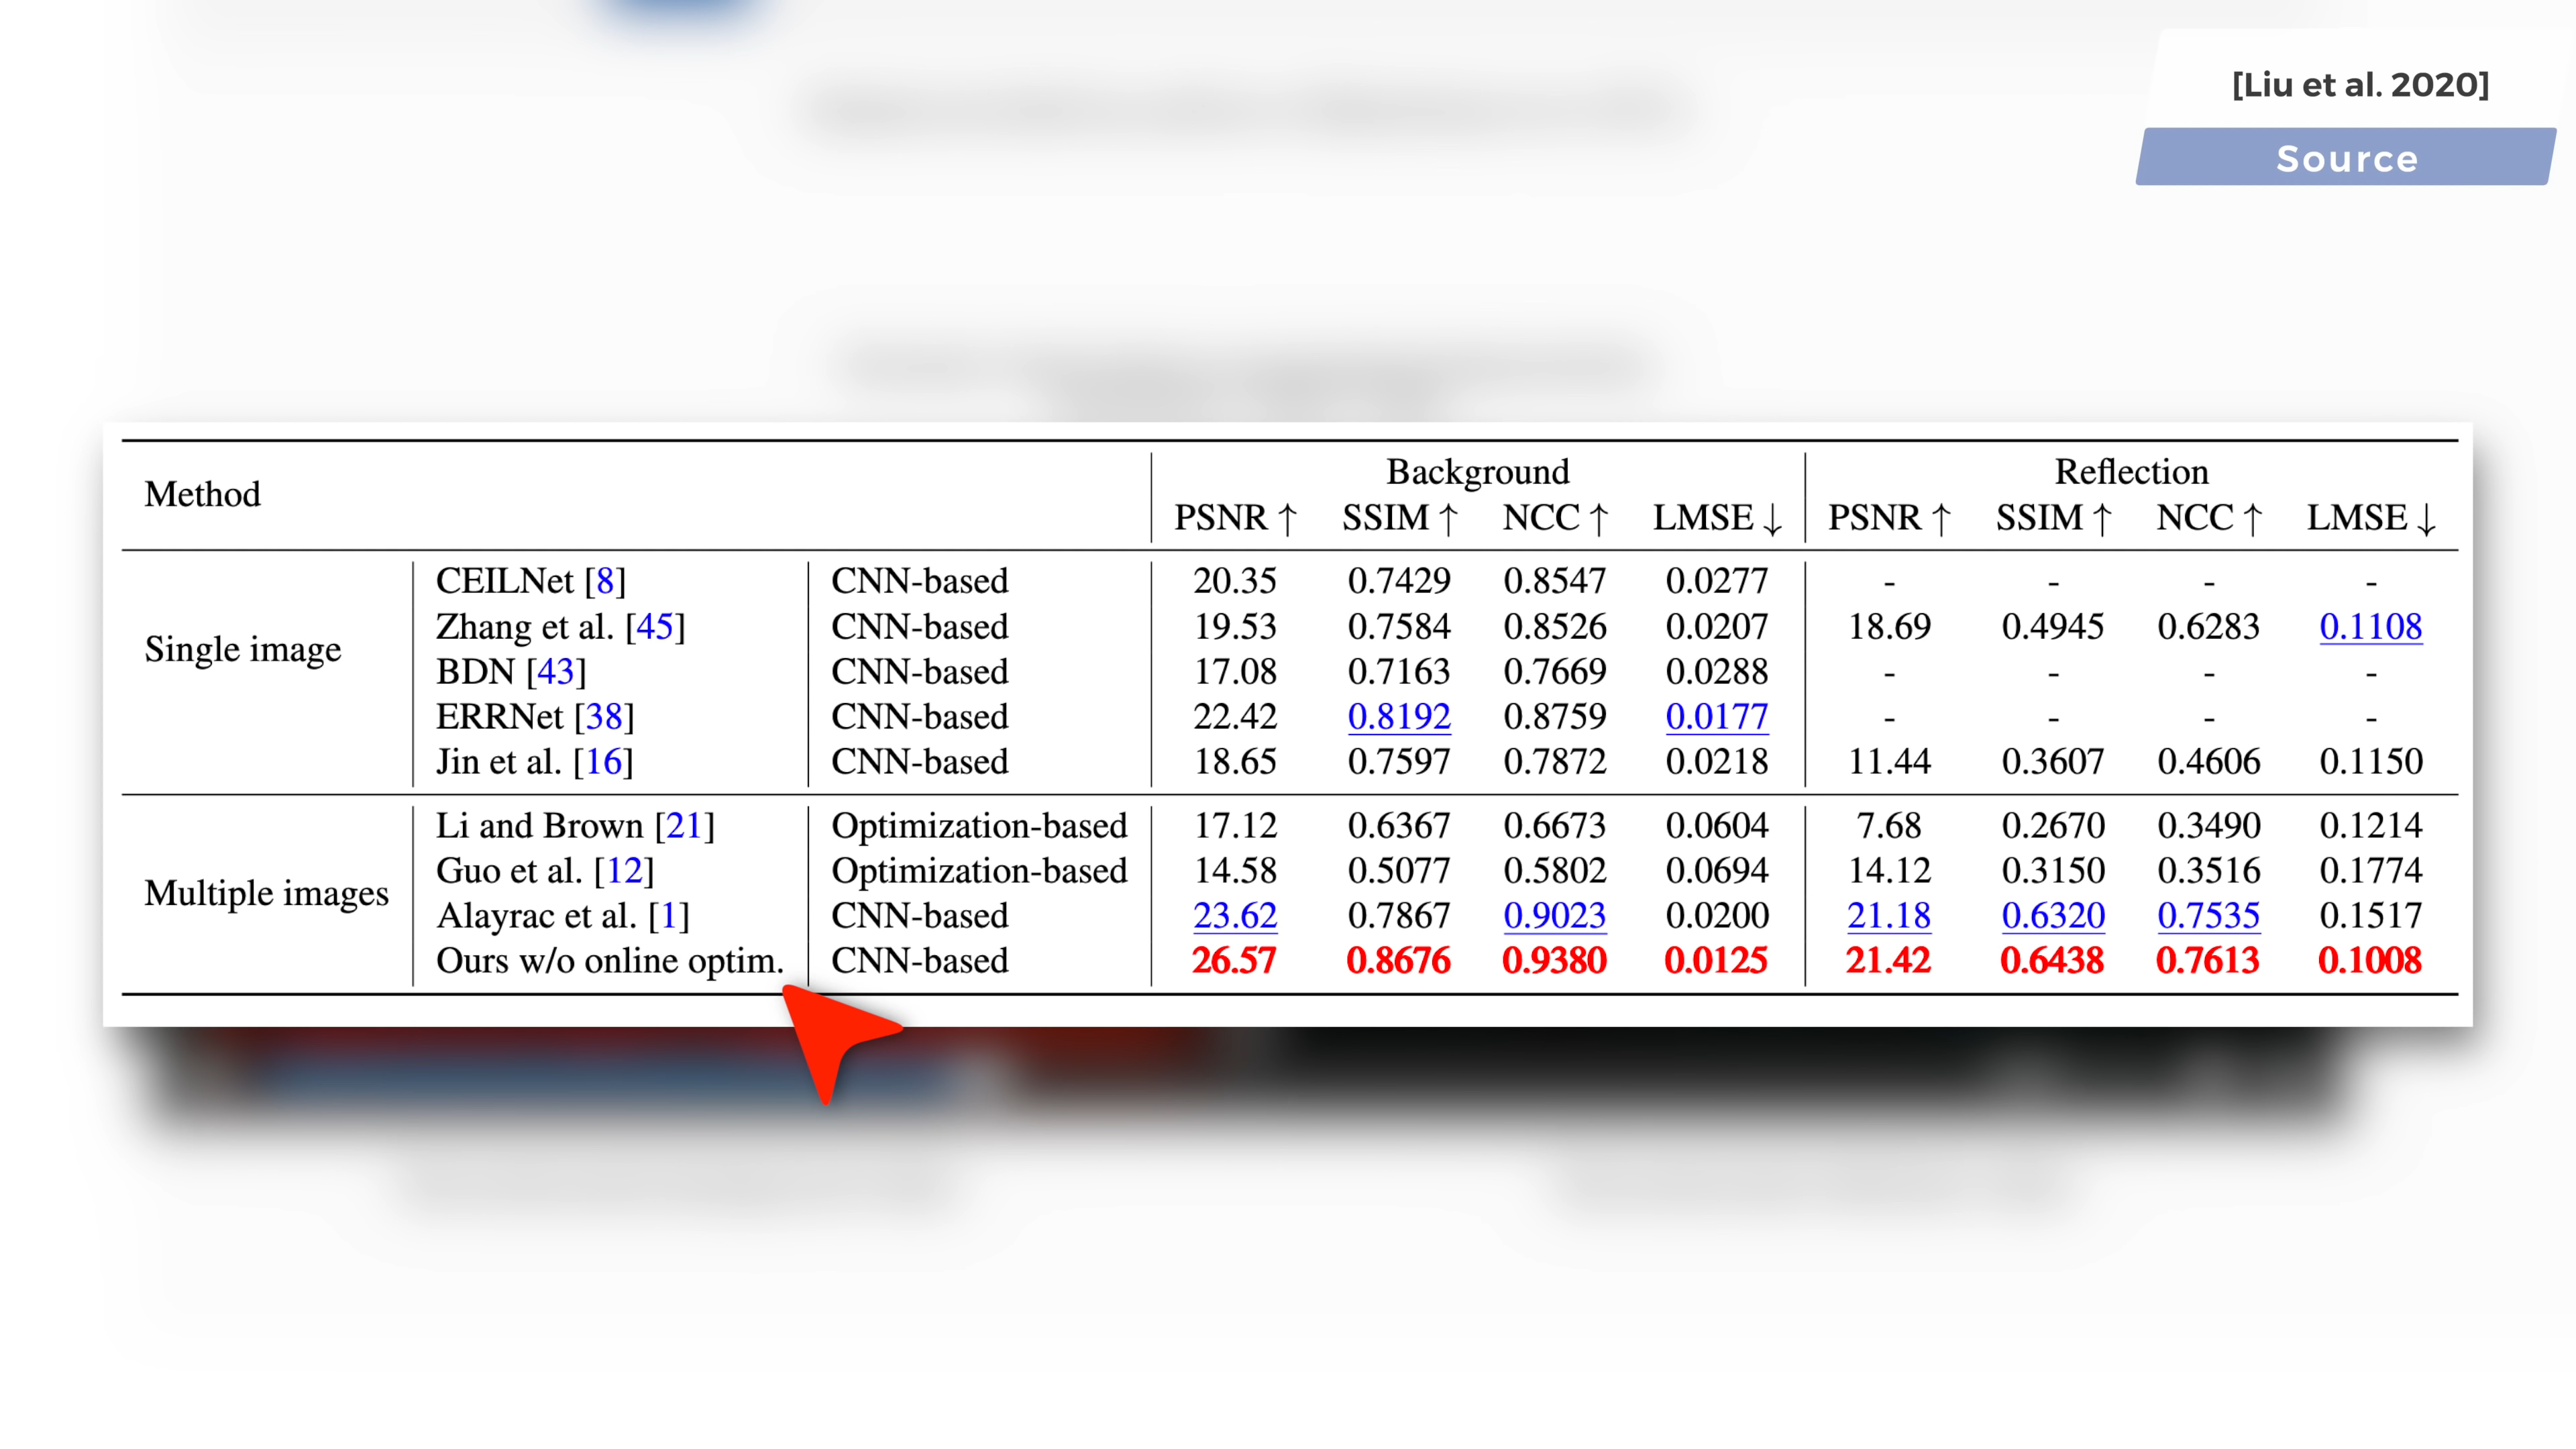 [Liu et al. 2020]
Source
Method Background Reflection
PSNR ↑ SSIM ↑ NCC ↑ LMSE ↓ PSNR ↑ SSIM ↑ NCC ↑ LMSE ↓
Single image
CEILNet [8] CNN-based 20.35 0.7429 0.8547 0.0277 - - - -
Zhang et al. [45] CNN-based 19.53 0.7584 0.8526 0.0207 18.69 0.4945 0.6283 0.1108
BDN [43] CNN-based 17.08 0.7163 0.7669 0.0288 - - - -
ERRNet [38] CNN-based 22.42 0.8192 0.8759 0.0177 - - - -
Jin et al. [16] CNN-based 18.65 0.7597 0.7872 0.0218 11.44 0.3607 0.4606 0.1150
Multiple images
Li and Brown [21] Optimization-based 17.12 0.6367 0.6673 0.0604 7.68 0.2670 0.3490 0.1214
Guo et al. [12] Optimization-based 14.58 0.5077 0.5802 0.0694 14.12 0.3150 0.3516 0.1774
Alayrac et al. [1] CNN-based 23.62 0.7867 0.9023 0.0200 21.18 0.6320 0.7535 0.1517
Ours w/o online optim. CNN-based 26.57 0.8676 0.9380 0.0125 21.42 0.6438 0.7613 0.1008